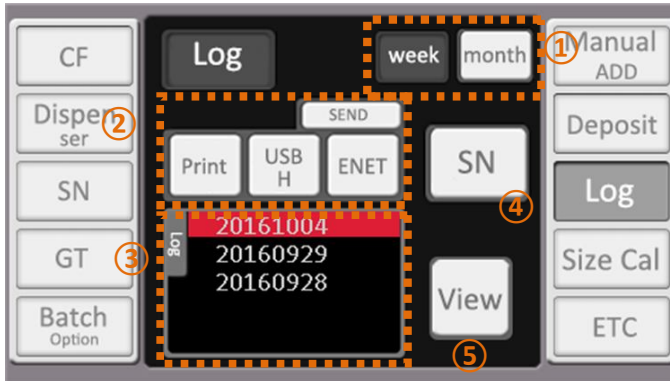 CF
Dispen
ser
SN
GT
Batch
Option
Log
week
month
①
②
SEND
Print
USB
H
ENET
③
Log
20161004
20160929
20160928
SN
④
View
⑤
Manual
ADD
Deposit
Log
Size Cal
ETC